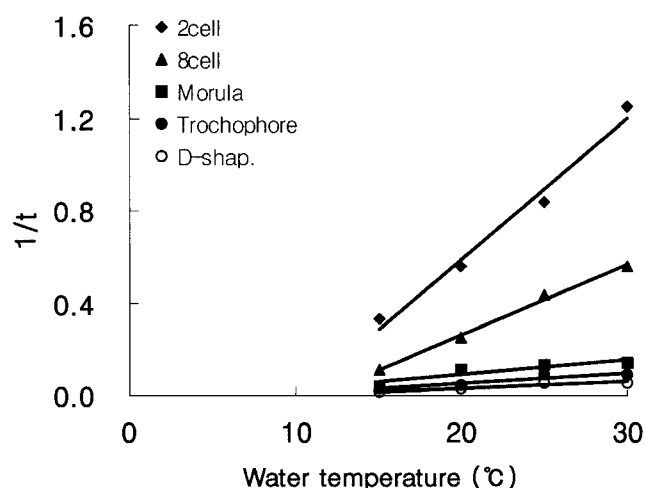 1.6
2cell
8cell
Morula
1.2
Trochophore
D-shap.
0.8
1/t
0.4
0.0
0 10 20 30
Water temperature (℃)